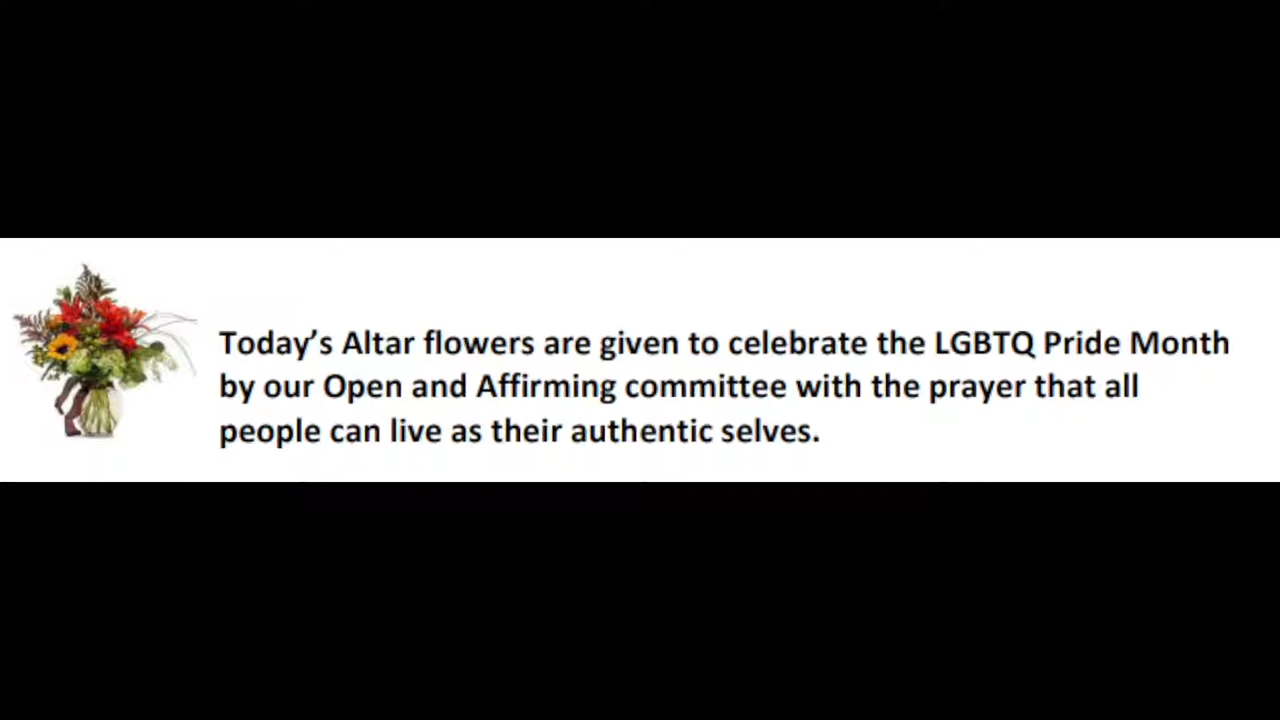 Today’s Altar flowers are given to celebrate the LGBTQ Pride Month
by our Open and Affirming committee with the prayer that all
people can live as their authentic selves.